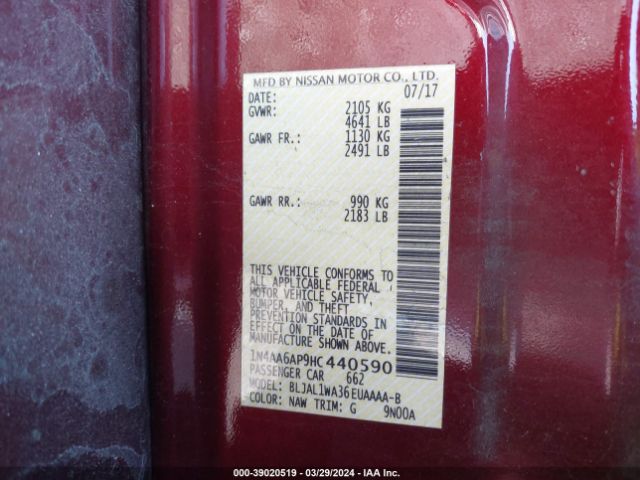 MFD BY NISSAN MOTOR CO., LTD.
DATE: 07/17
GVWR: 2105 KG
4641 LB
GAWR FR.: 1130 KG
2491 LB
GAWR RR.: 990 KG
2183 LB
THIS VEHICLE CONFORMS TO
ALL APPLICABLE FEDERAL
MOTOR VEHICLE SAFETY,
BUMPER, AND THEFT
PREVENTION STANDARDS IN
EFFECT ON THE DATE OF
MANUFACTURE SHOWN ABOVE.
1N4AA6AP9HC440590
PASSENGER CAR 662
MODEL: BLJAL1WA36EUAAAA-B
COLOR: NAW TRIM: G 9N00A
000-39020519 - 03/29/2024 - IAA Inc.